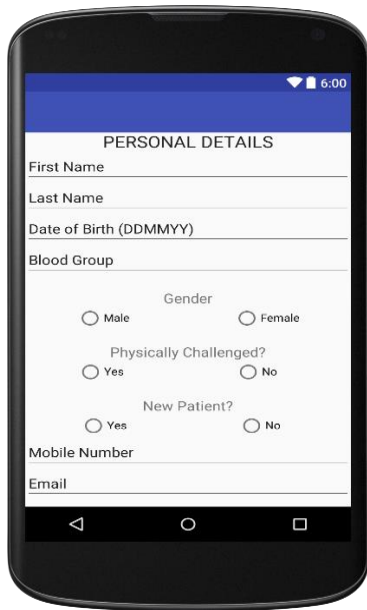 6:00
PERSONAL DETAILS
First Name
Last Name
Date of Birth (DDMMYY)
Blood Group
Gender
Male Female
Physically Challenged?
Yes No
New Patient?
Yes No
Mobile Number
Email